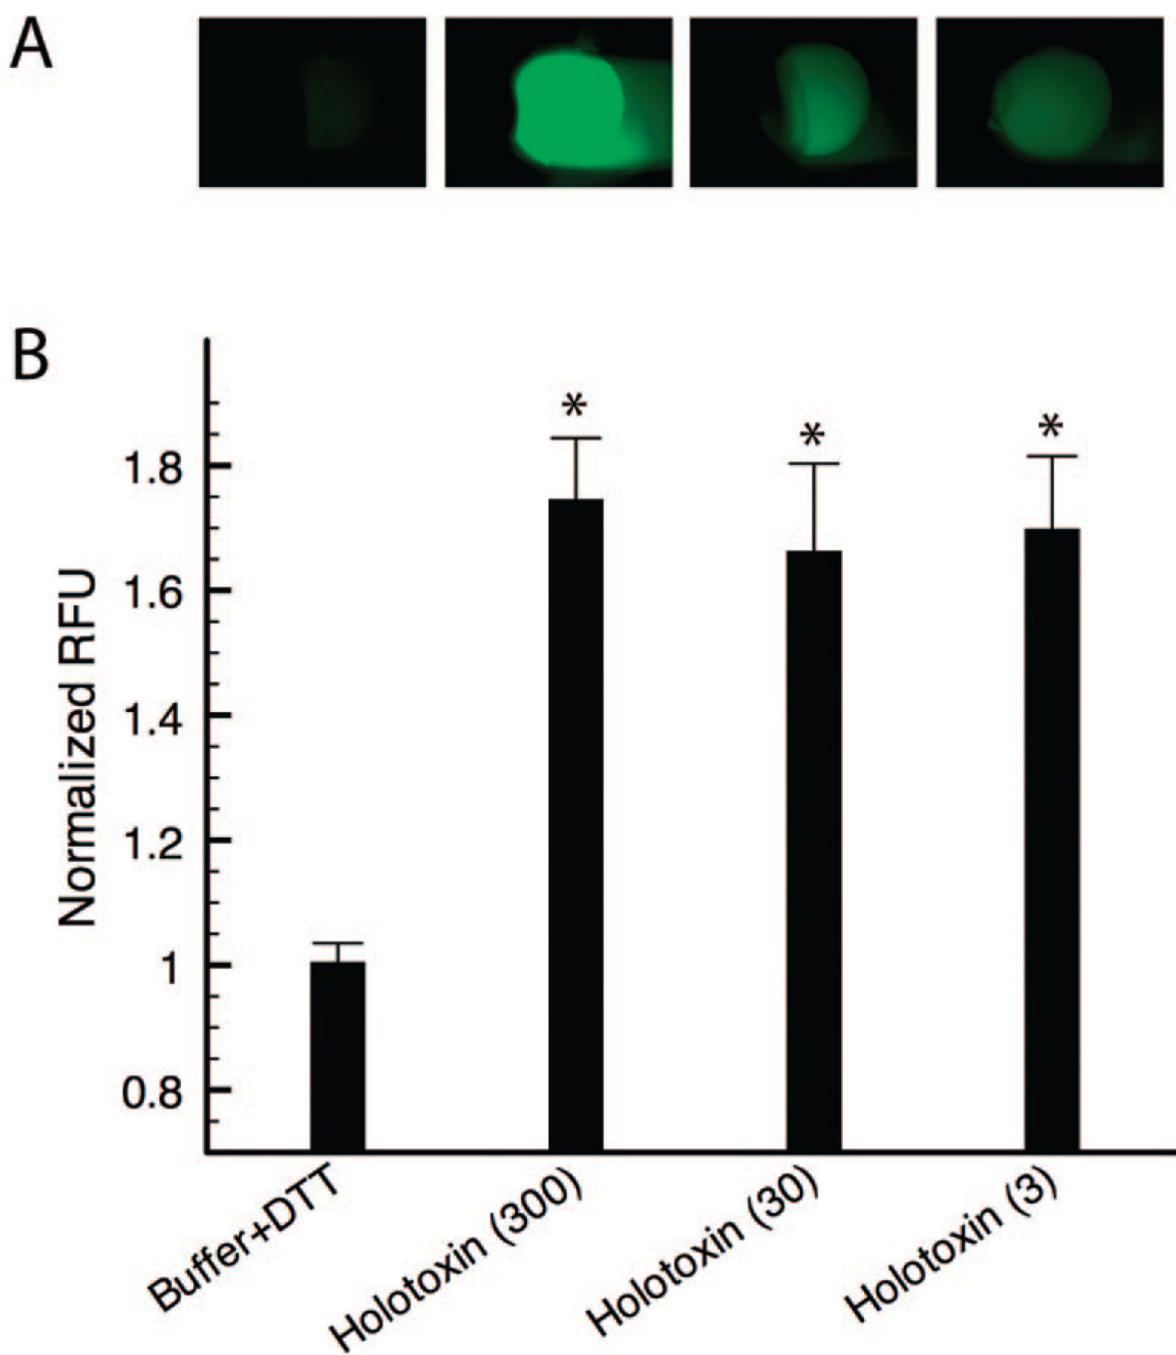 A
B
*
*
*
1.8
1.6
1.4
1.2
1
0.8
Normalized RFU
Buffer+DTT
Holotoxin (300)
Holotoxin (30)
Holotoxin (3)